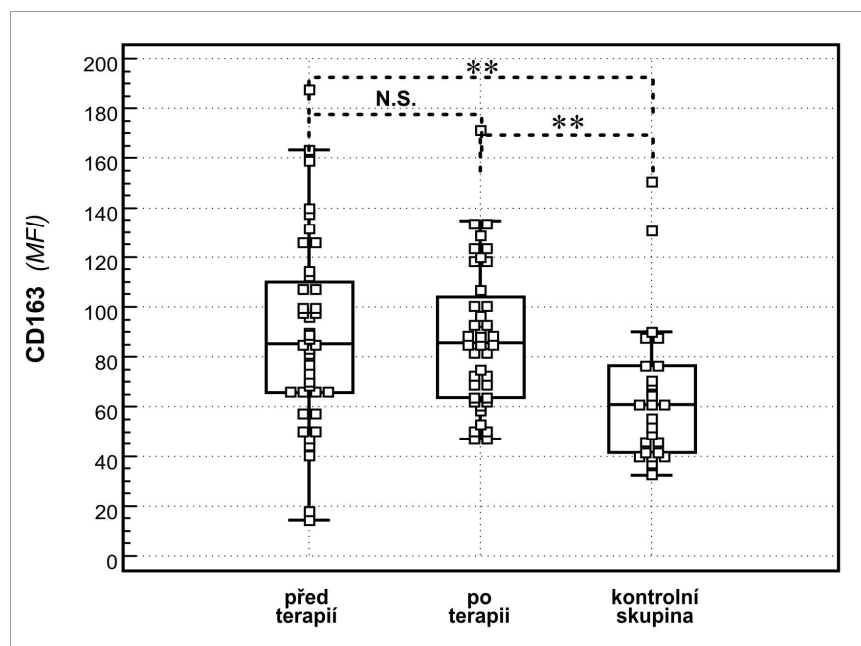 200
**
180
N.S.
**
160
140
120
100
80
60
40
20
0
CD163 (MFI)
před terapií
po terapii
kontrolní skupina